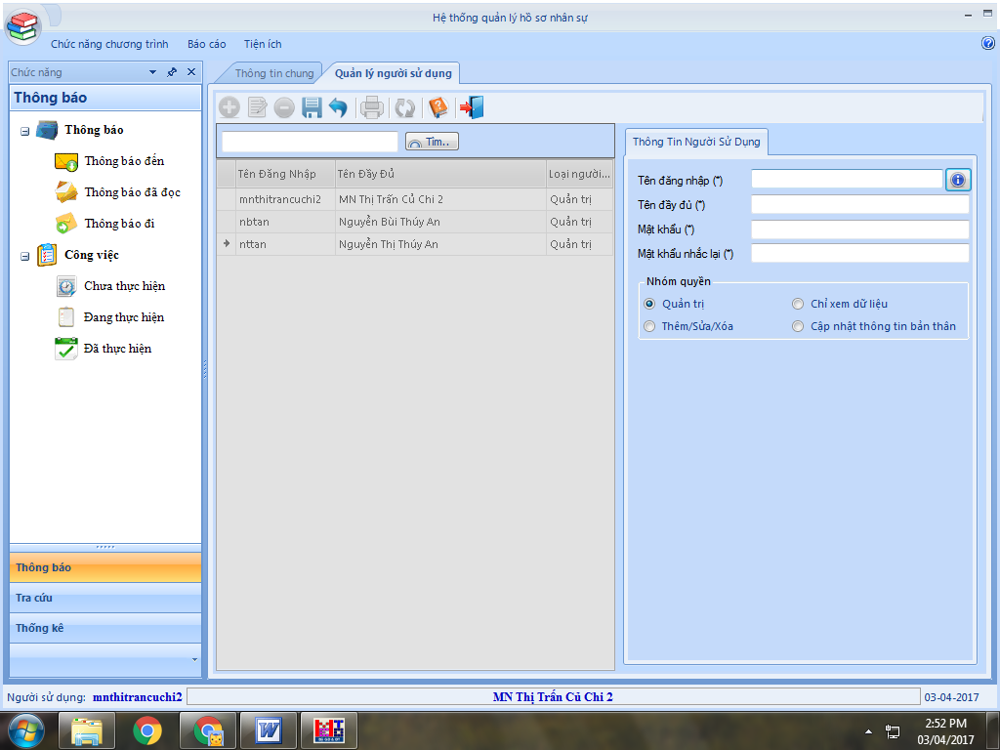 Hệ thống quản lý hồ sơ nhân sự
Chức năng chương trình Báo cáo Tiện ích
Chức năng
Thông báo
Thông báo
Thông báo đến
Thông báo đã đọc
Thông báo đi
Công việc
Chưa thực hiện
Đang thực hiện
Đã thực hiện
Thông báo
Tra cứu
Thống kê
Thông tin chung Quản lý người sử dụng
Tìm..
Tên Đăng Nhập Tên Đầy Đủ Loại người...
mnthitrancuchi2 MN Thị Trấn Củ Chi 2 Quản trị
nbtan Nguyễn Bùi Thúy An Quản trị
nttan Nguyễn Thị Thúy An Quản trị
Thông Tin Người Sử Dụng
Tên đăng nhập (*)
Tên đầy đủ (*)
Mật khẩu (*)
Mật khẩu nhắc lại (*)
Nhóm quyền
Quản trị Chỉ xem dữ liệu
Thêm/Sửa/Xóa Cập nhật thông tin bản thân
Người sử dụng: mnthitrancuchi2 MN Thị Trấn Củ Chi 2 03-04-2017
2:52 PM
03/04/2017